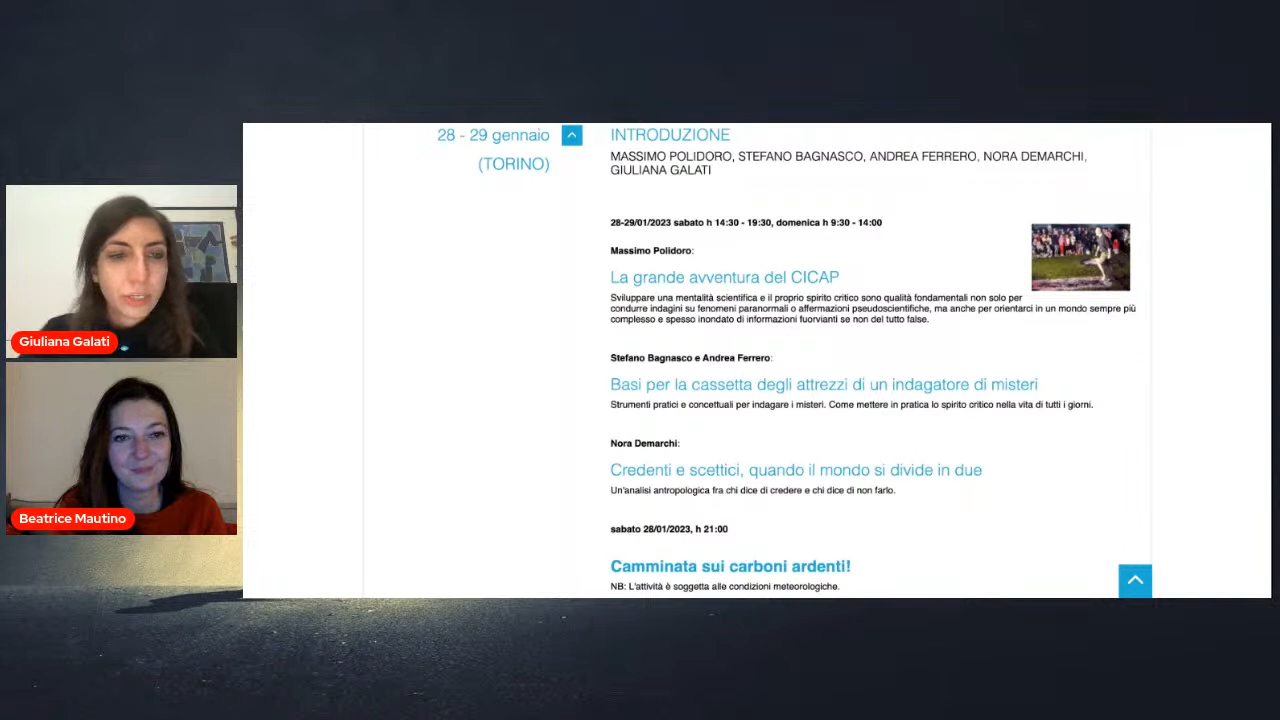 28 - 29 gennaio
(TORINO)
INTRODUZIONE
MASSIMO POLIDORO, STEFANO BAGNASCO, ANDREA FERRERO, NORA DEMARCHI,
GIULIANA GALATI
28-29/01/2023 sabato h 14:30 - 19:30, domenica h 9:30 - 14:00
Massimo Polidoro:
La grande avventura del CICAP
Sviluppare una mentalità scientifica e il proprio spirito critico sono qualità fondamentali non solo per
condurre indagini su fenomeni paranormali o affermazioni pseudoscientifiche, ma anche per orientarci in un mondo sempre più
complesso e spesso inondato di informazioni fuorvianti se non del tutto false.
Stefano Bagnasco e Andrea Ferrero:
Basi per la cassetta degli attrezzi di un indagatore di misteri
Strumenti pratici e concettuali per indagare i misteri. Come mettere in pratica lo spirito critico nella vita di tutti i giorni.
Nora Demarchi:
Credenti e scettici, quando il mondo si divide in due
Un'analisi antropologica fra chi dice di credere e chi dice di non farlo.
sabato 28/01/2023, h 21:00
Camminata sui carboni ardenti!
NB: L'attività è soggetta alle condizioni meteorologiche.
Giuliana Galati
Beatrice Mautino